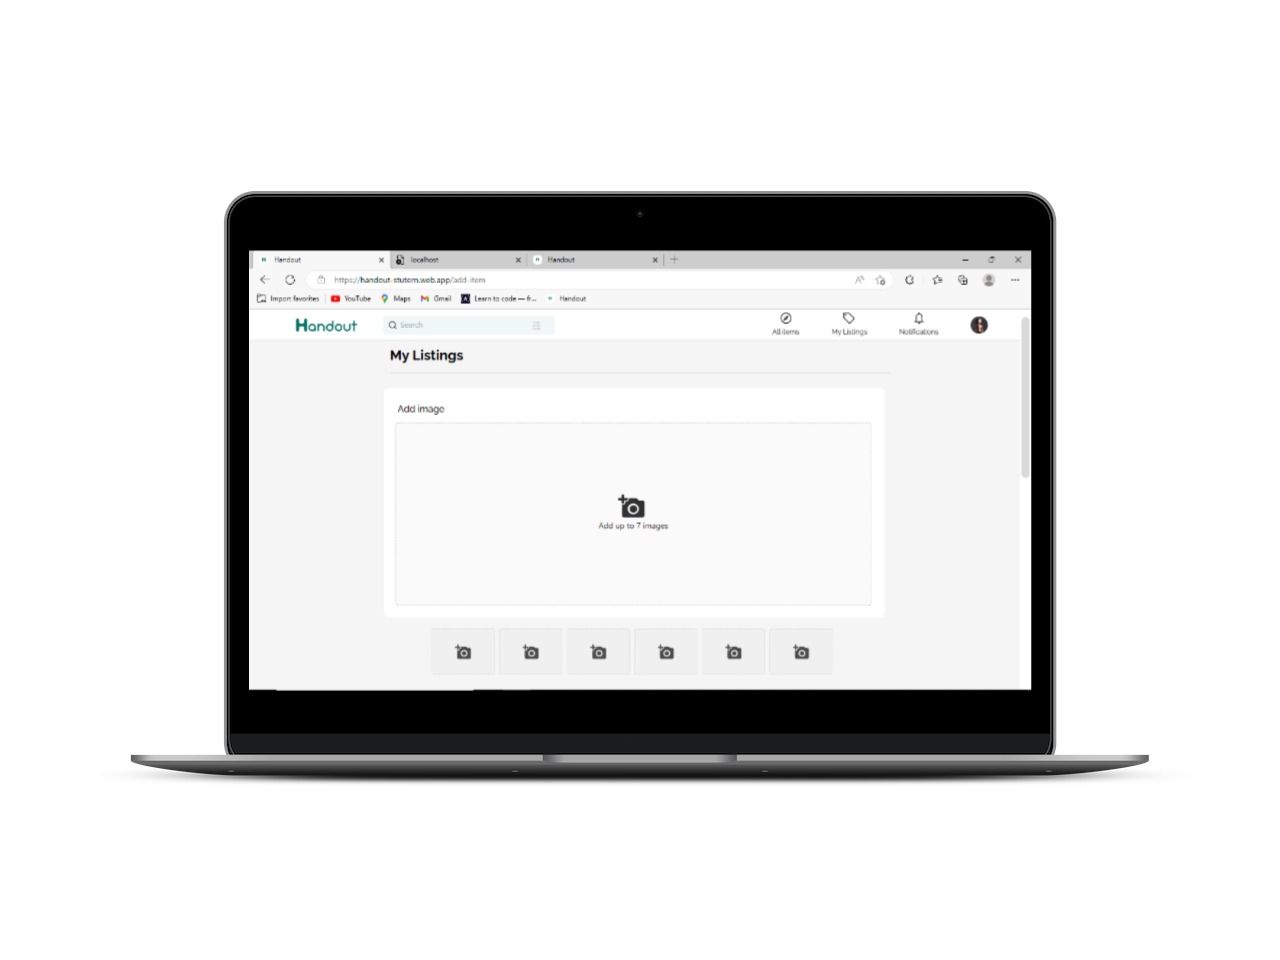 Handout
localhost
Handout
https://handout-stutern.web.app/add-item
Import favorites YouTube Maps Gmail Learn to code — fr... Handout
Handout
Search
All items My Listings Notifications
My Listings
Add image
Add up to 7 images